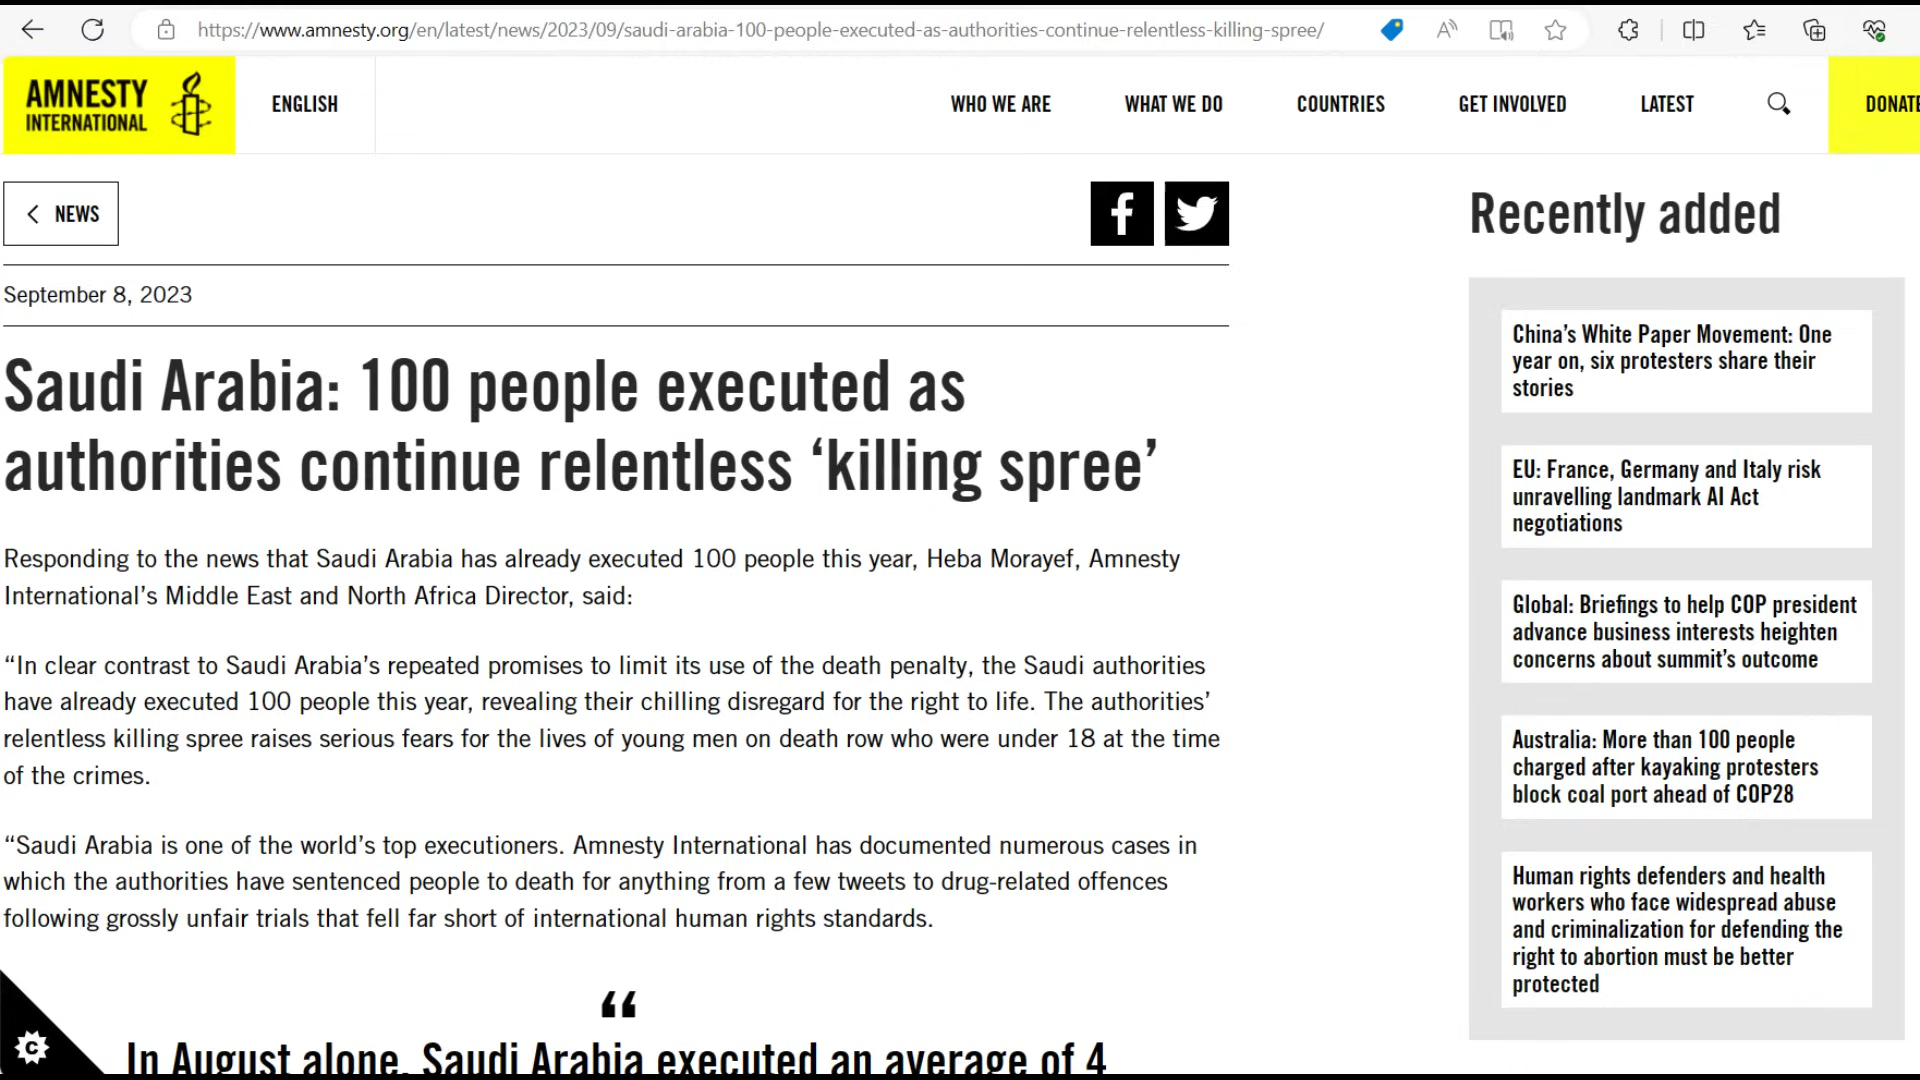 https://www.amnesty.org/en/latest/news/2023/09/saudi-arabia-100-people-executed-as-authorities-continue-relentless-killing-spree/
AMNESTY
INTERNATIONAL
ENGLISH
WHO WE ARE
WHAT WE DO
COUNTRIES
GET INVOLVED
LATEST
DONATE
NEWS
September 8, 2023
Saudi Arabia: 100 people executed as
authorities continue relentless ‘killing spree’
Responding to the news that Saudi Arabia has already executed 100 people this year, Heba Morayef, Amnesty
International’s Middle East and North Africa Director, said:
“In clear contrast to Saudi Arabia’s repeated promises to limit its use of the death penalty, the Saudi authorities
have already executed 100 people this year, revealing their chilling disregard for the right to life. The authorities’
relentless killing spree raises serious fears for the lives of young men on death row who were under 18 at the time
of the crimes.
“Saudi Arabia is one of the world’s top executioners. Amnesty International has documented numerous cases in
which the authorities have sentenced people to death for anything from a few tweets to drug-related offences
following grossly unfair trials that fell far short of international human rights standards.
“
In August alone, Saudi Arabia executed an average of 4
Recently added
China’s White Paper Movement: One
year on, six protesters share their
stories
EU: France, Germany and Italy risk
unravelling landmark AI Act
negotiations
Global: Briefings to help COP president
advance business interests heighten
concerns about summit’s outcome
Australia: More than 100 people
charged after kayaking protesters
block coal port ahead of COP28
Human rights defenders and health
workers who face widespread abuse
and criminalization for defending the
right to abortion must be better
protected